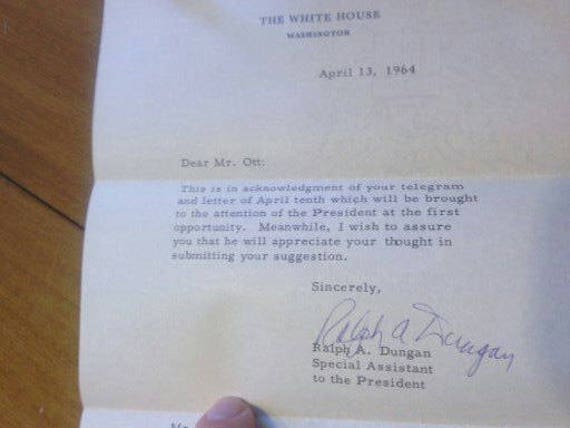 THE WHITE HOUSE
WASHINGTON
April 13, 1964
Dear Mr. Ott:
This is in acknowledgment of your telegram
and letter of April tenth which will be brought
to the attention of the President at the first
opportunity. Meanwhile, I wish to assure
you that he will appreciate your thought in
submitting your suggestion.
Sincerely,
Ralph A Dungan
Ralph A. Dungan
Special Assistant
to the President